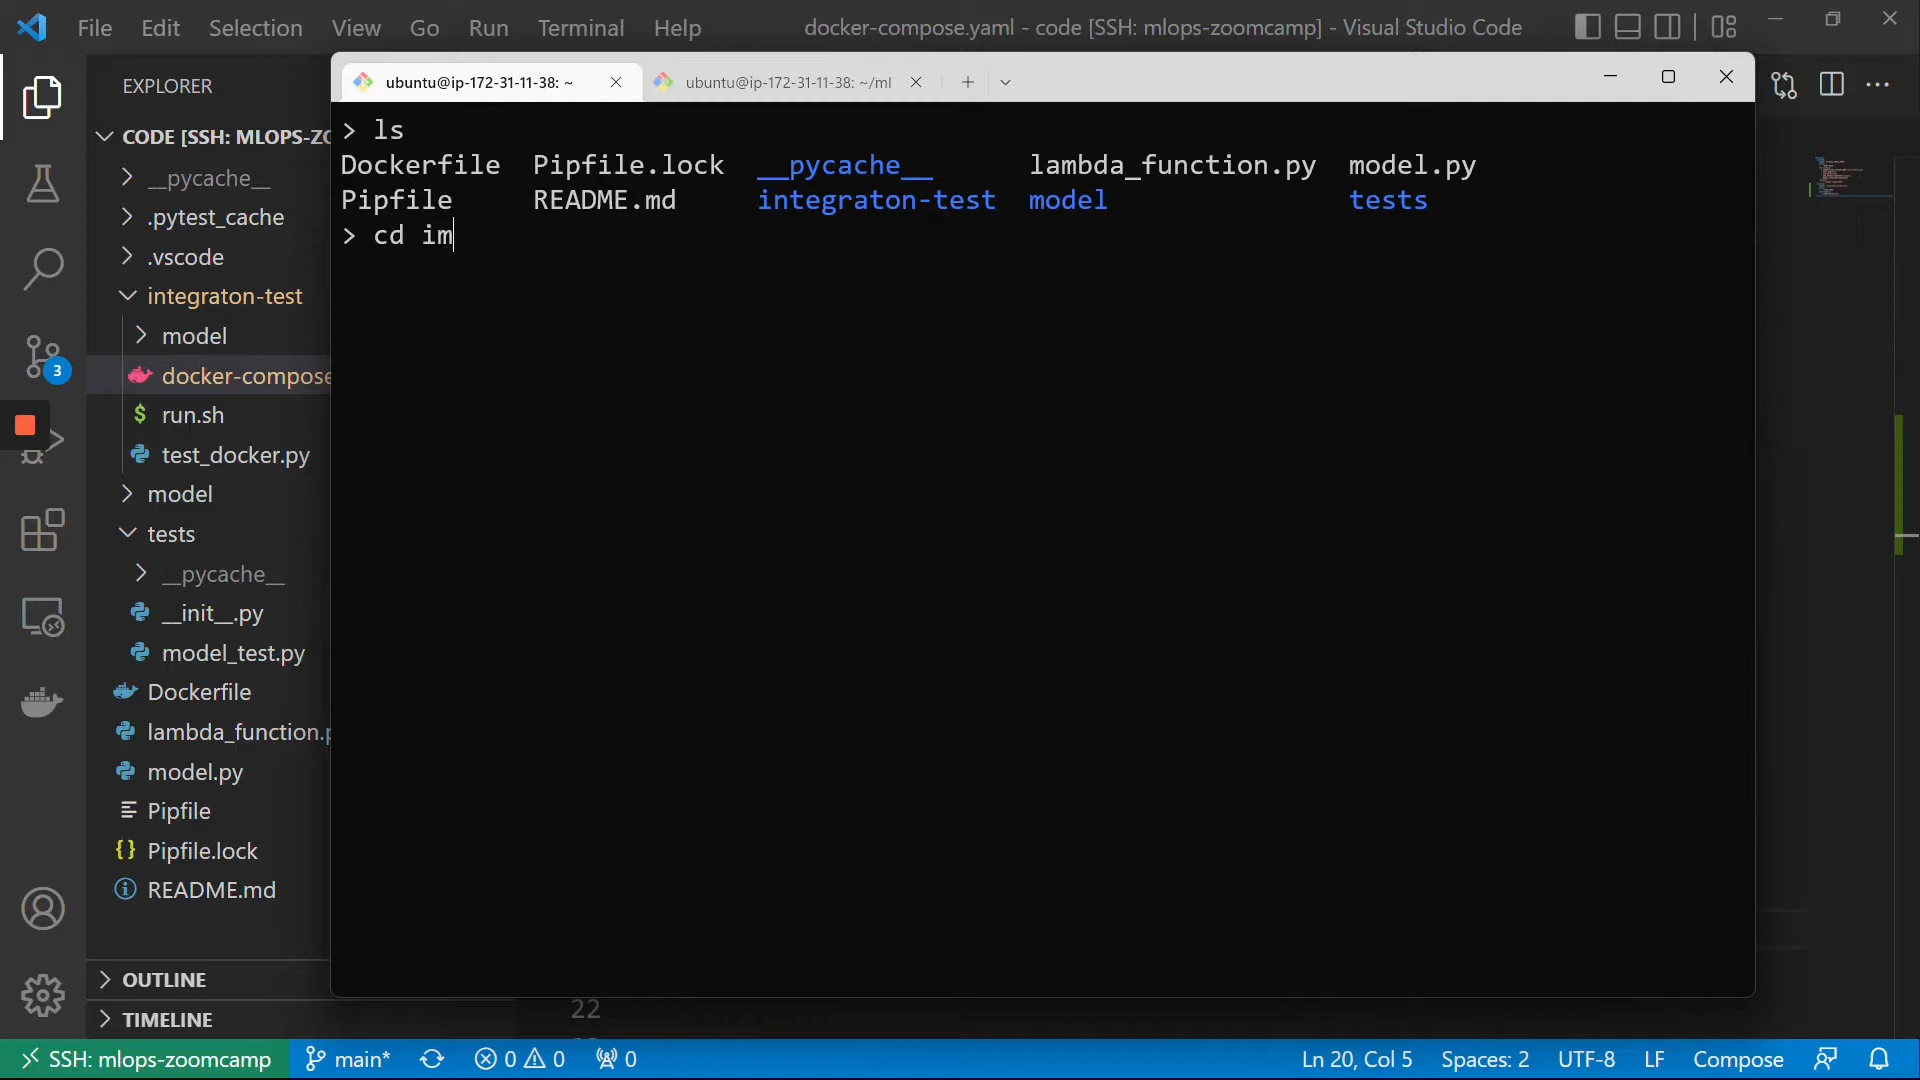 File Edit Selection View Go Run Terminal Help
docker-compose.yaml - code [SSH: mlops-zoomcamp] - Visual Studio Code
EXPLORER
CODE [SSH: MLOPS-ZO
__pycache__
.pytest_cache
.vscode
integraton-test
model
docker-compose
run.sh
test_docker.py
model
tests
__pycache__
__init__.py
model_test.py
Dockerfile
lambda_function.p
model.py
Pipfile
Pipfile.lock
README.md
OUTLINE
TIMELINE
3
ubuntu@ip-172-31-11-38: ~
ubuntu@ip-172-31-11-38: ~/ml
> ls
Dockerfile Pipfile.lock __pycache__ lambda_function.py model.py
Pipfile README.md integraton-test model tests
> cd im
22
SSH: mlops-zoomcamp main* 0 0 0
Ln 20, Col 5 Spaces: 2 UTF-8 LF Compose